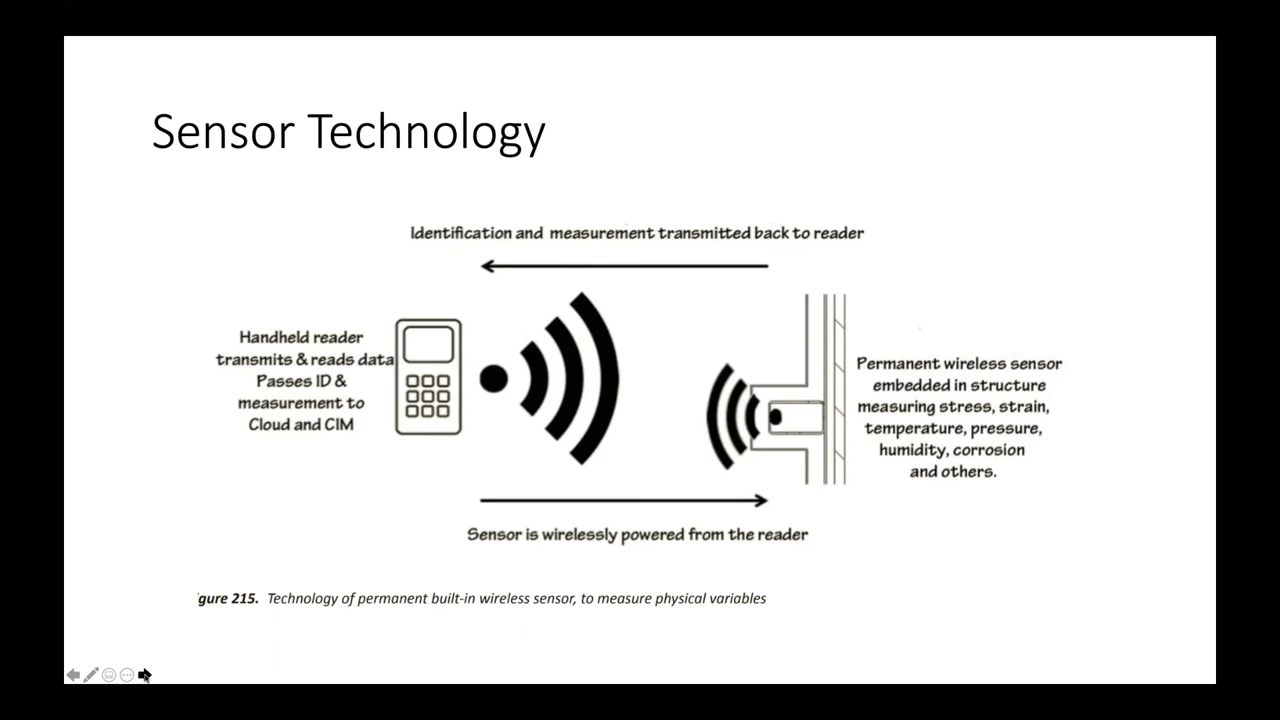 Sensor Technology
Identification and measurement transmitted back to reader
Handheld reader
transmits & reads data
Passes ID &
measurement to
Cloud and CIM
Permanent wireless sensor
embedded in structure
measuring stress, strain,
temperature, pressure,
humidity, corrosion
and others.
Sensor is wirelessly powered from the reader
gure 215. Technology of permanent built-in wireless sensor, to measure physical variables